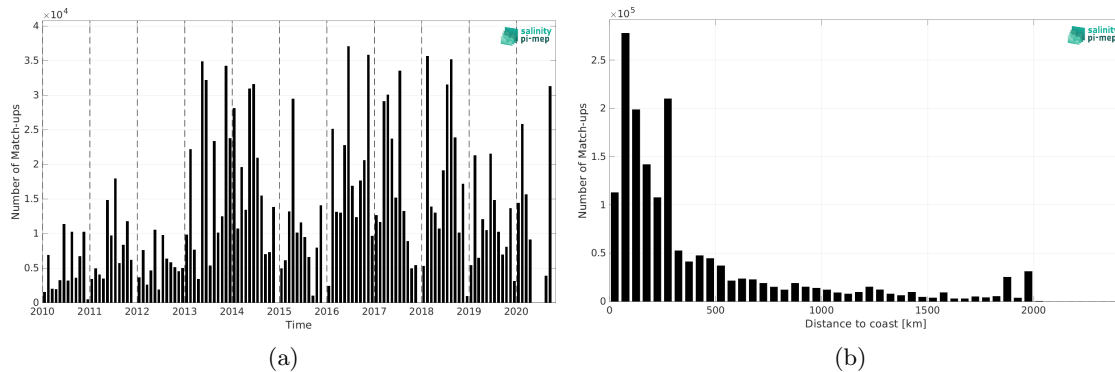 ×10⁴
4
3.5
3
2.5
2
1.5
1
0.5
0
Number of Match-ups
2010 2011 2012 2013 2014 2015 2016 2017 2018 2019 2020
Time
salinity
pi-mep
(a)
×10⁵
2.5
2
1.5
1
0.5
0
Number of Match-ups
0 500 1000 1500 2000
Distance to coast [km]
salinity
pi-mep
(b)